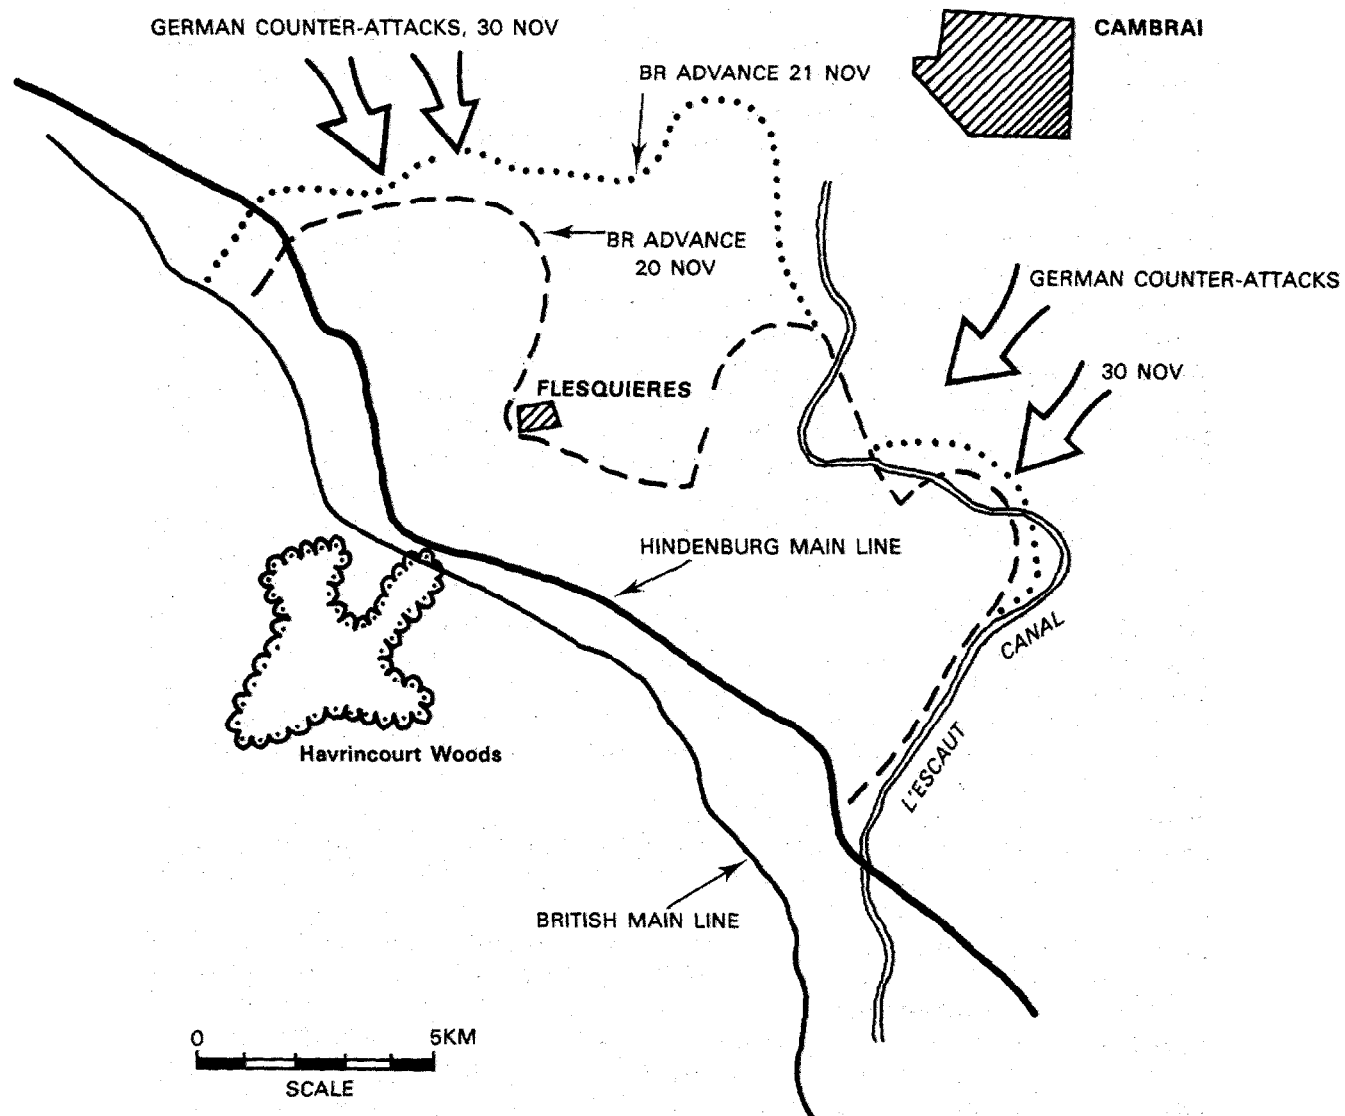 GERMAN COUNTER-ATTACKS, 30 NOV
CAMBRAI
BR ADVANCE 21 NOV
BR ADVANCE
20 NOV
GERMAN COUNTER-ATTACKS
30 NOV
FLESQUIERES
HINDENBURG MAIN LINE
CANAL
L'ESCAUT
Havrincourt Woods
BRITISH MAIN LINE
0 5KM
SCALE